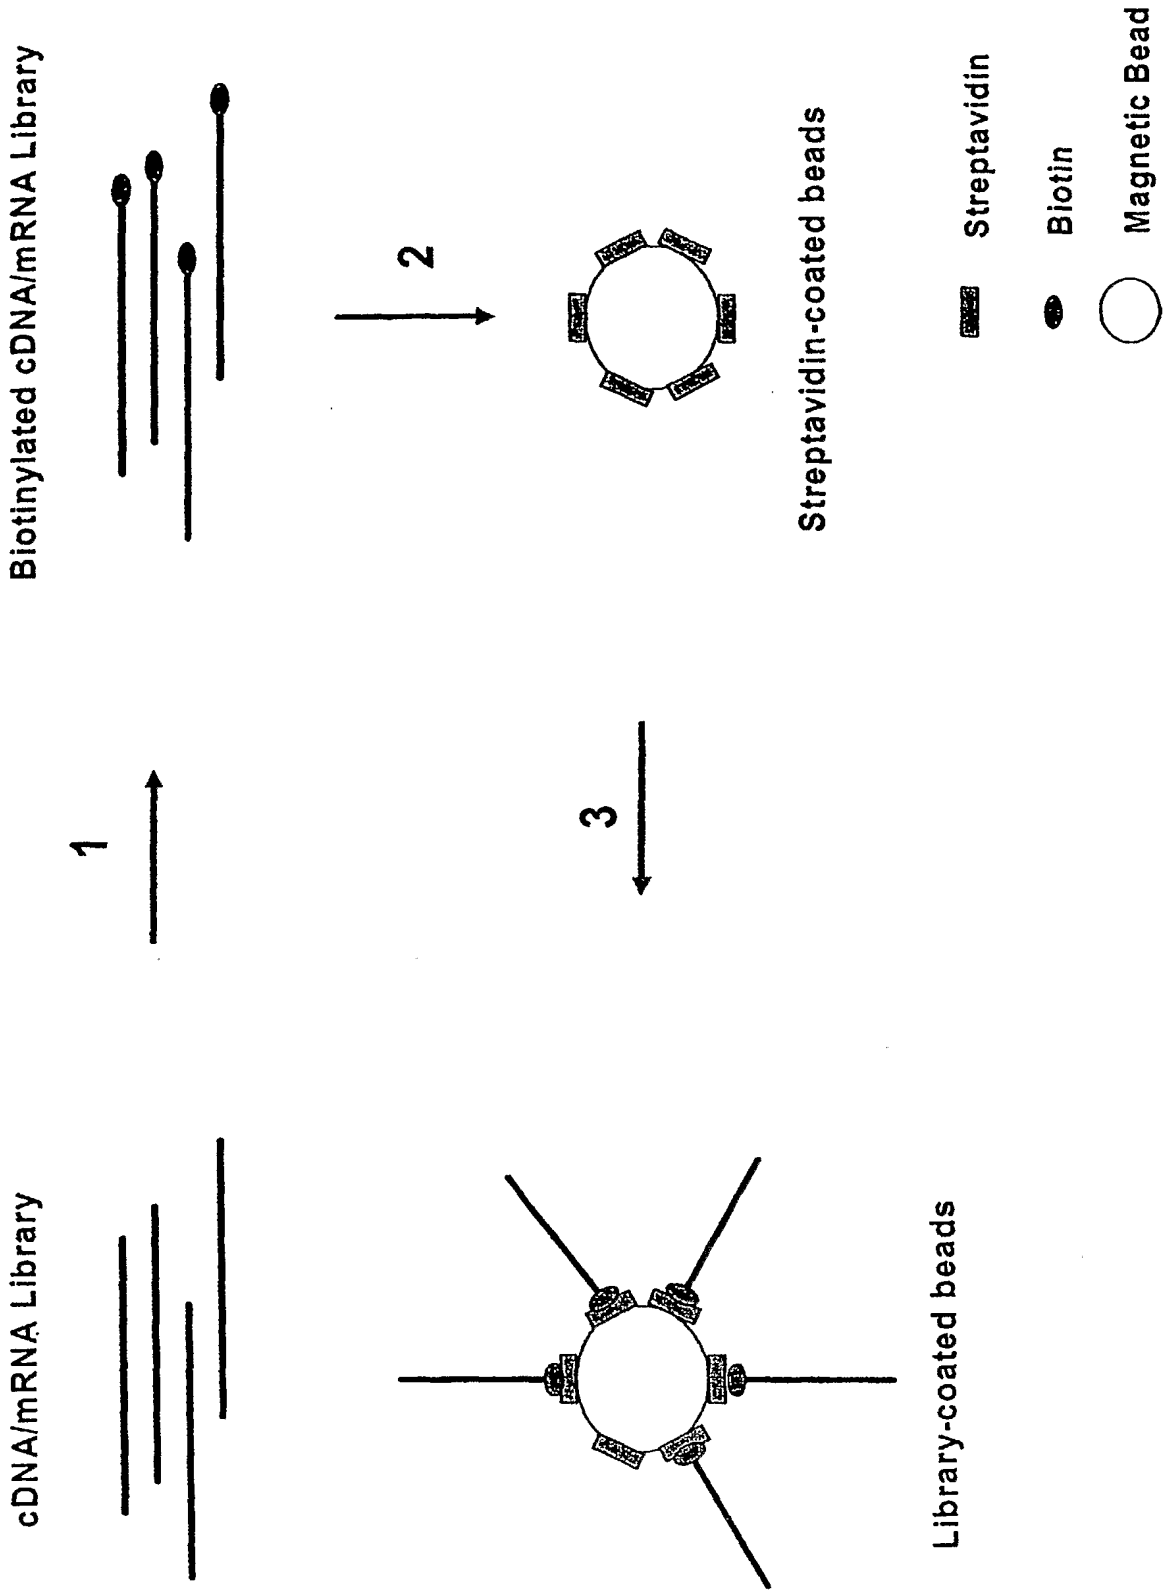 cDNA/mRNA Library
1
Biotinylated cDNA/mRNA Library
2
3
Library-coated beads
Streptavidin-coated beads
Streptavidin
Biotin
Magnetic Bead